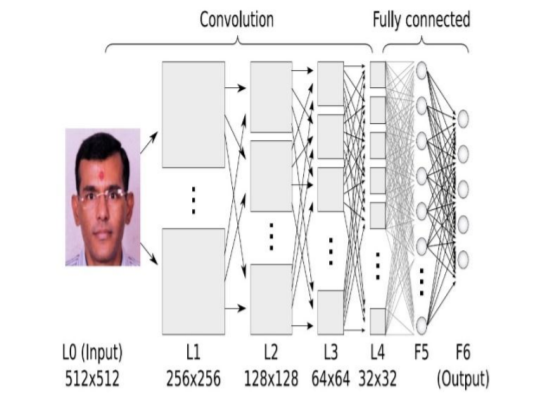 Convolution
Fully connected
L0 (Input)
L1
L2
L3
L4
F5
F6
512x512
256x256
128x128
64x64
32x32
(Output)